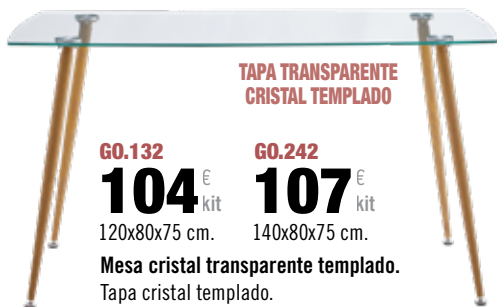 TAPA TRANSPARENTE
CRISTAL TEMPLADO
GO.132
104 € kit
120x80x75 cm.
GO.242
107 € kit
140x80x75 cm.
Mesa cristal transparente templado.
Tapa cristal templado.